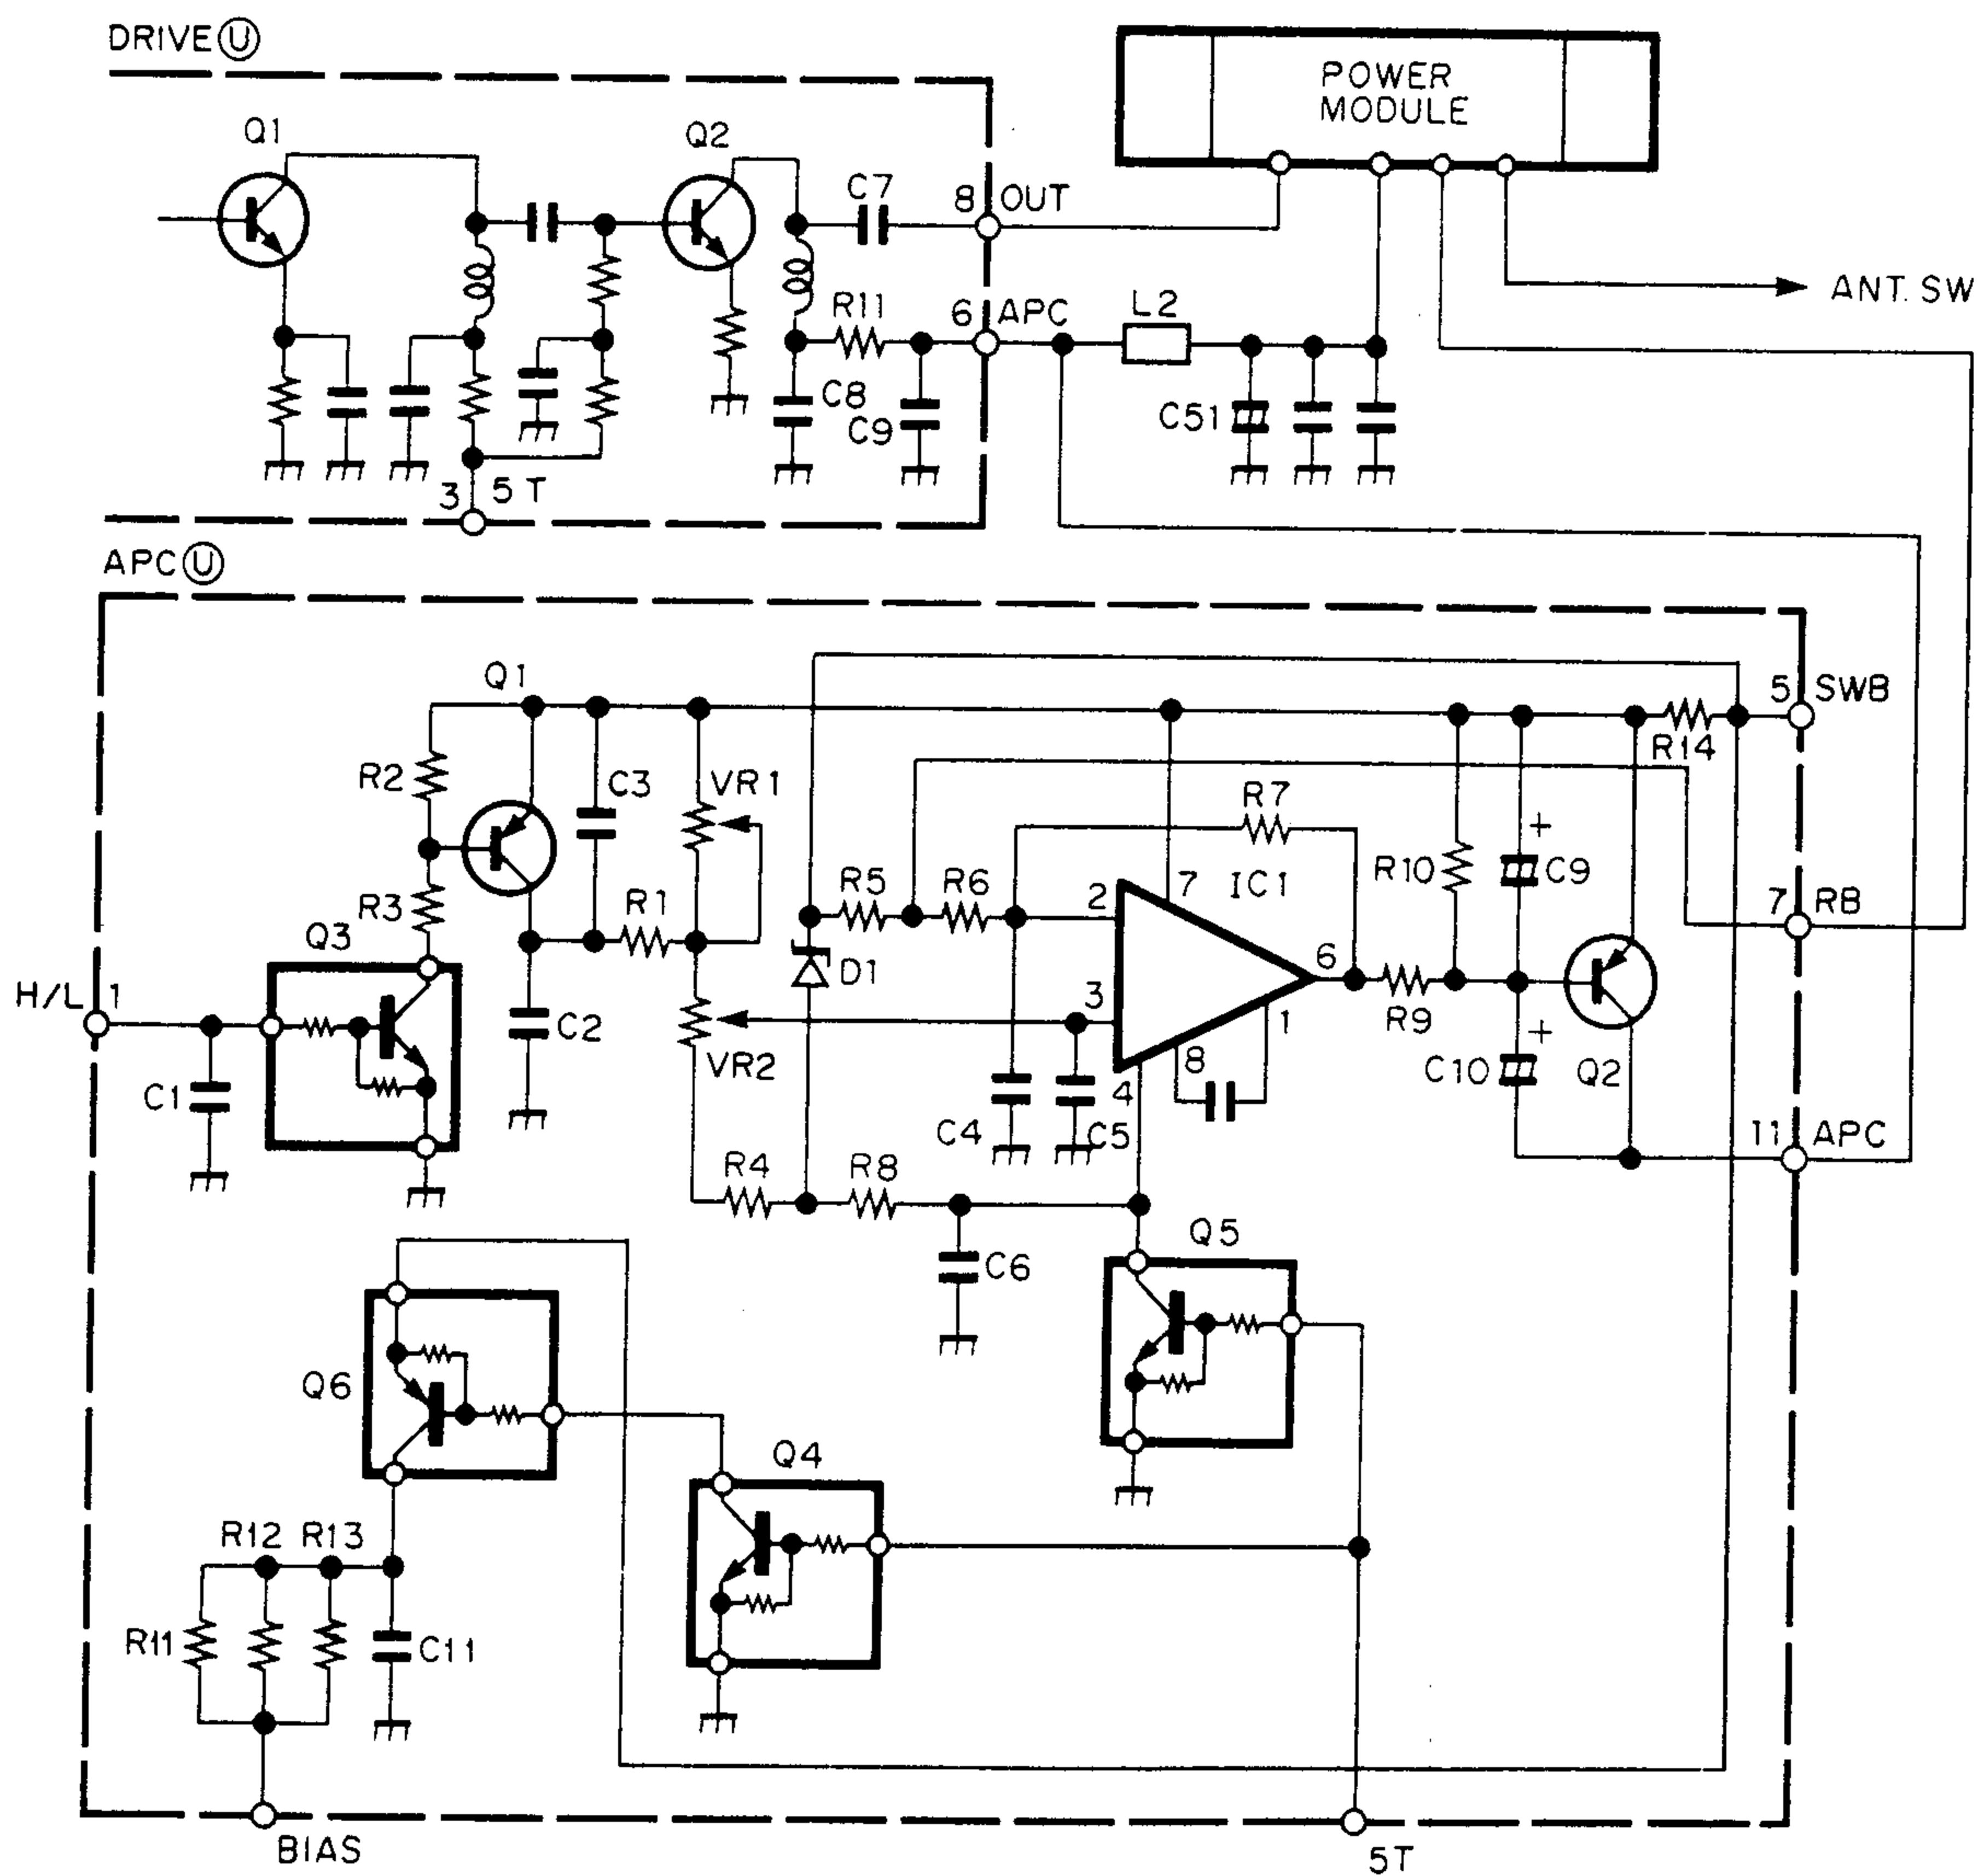 DRIVE Ⓤ
POWER
MODULE
Q1
Q2
C7
8 OUT
ANT. SW
R11
6 APC
L2
C8
C9
C51
3 5T
APC Ⓤ
Q1
5 SWB
R14
R2
C3
VR1
R7
IC1
7
R10
+
C9
R5
R6
2
7 RB
R3
R1
Q3
D1
6
H/L 1
3
R9
+
C2
VR2
1
8
C10
Q2
C1
4
C4
C5
11 APC
R4
R8
Q5
C6
Q6
Q4
R12
R13
R11
C11
BIAS
5T